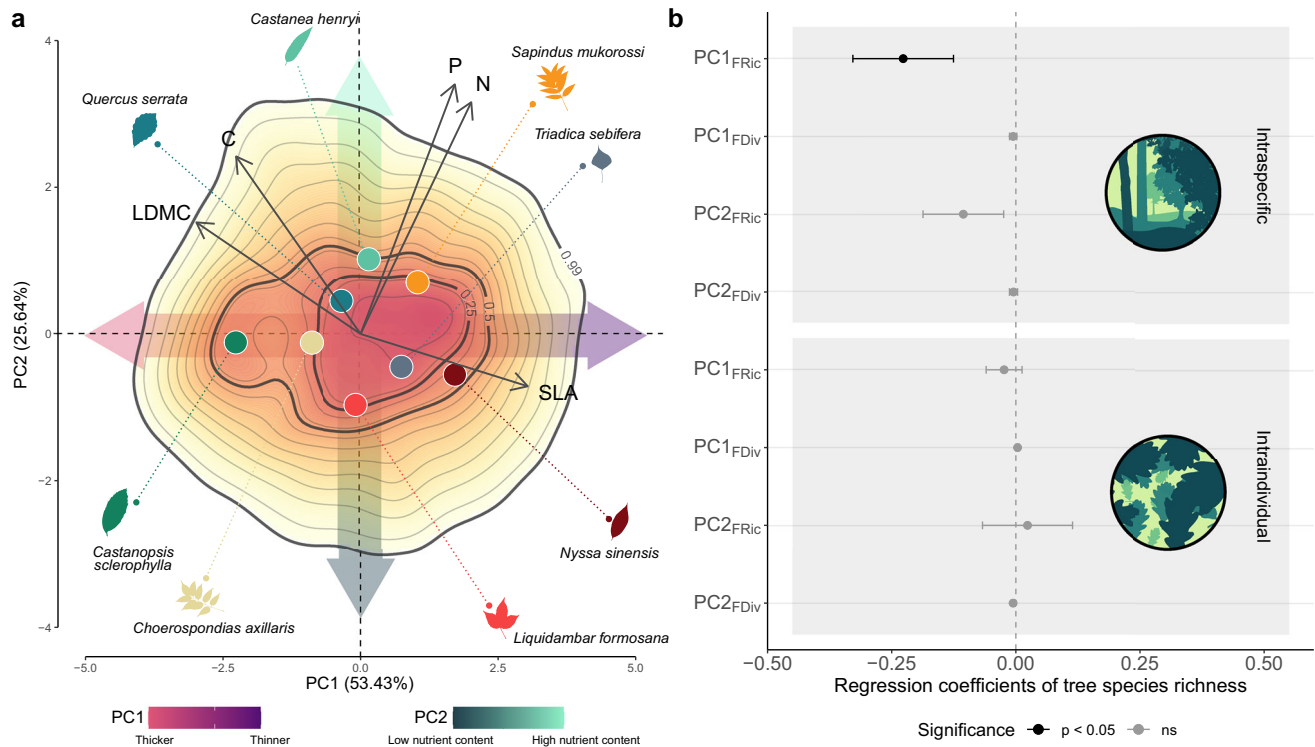 a
Castanea henryi
Sapindus mukorossi
Quercus serrata
Triadica sebifera
P
N
C
LDMC
SLA
0.99
0.5
0.25
4
2
0
−2
−4
PC2 (25.64%)
Castanopsis
sclerophylla
Choerospondias axillaris
Liquidambar formosana
Nyssa sinensis
−5.0 −2.5 0.0 2.5 5.0
PC1 (53.43%)
PC1
Thicker Thinner
PC2
Low nutrient content High nutrient content
b
PC1FRic
PC1FDiv
PC2FRic
PC2FDiv
Intraspecific
PC1FRic
PC1FDiv
PC2FRic
PC2FDiv
Intraindividual
−0.50 −0.25 0.00 0.25 0.50
Regression coefficients of tree species richness
Significance p < 0.05 ns